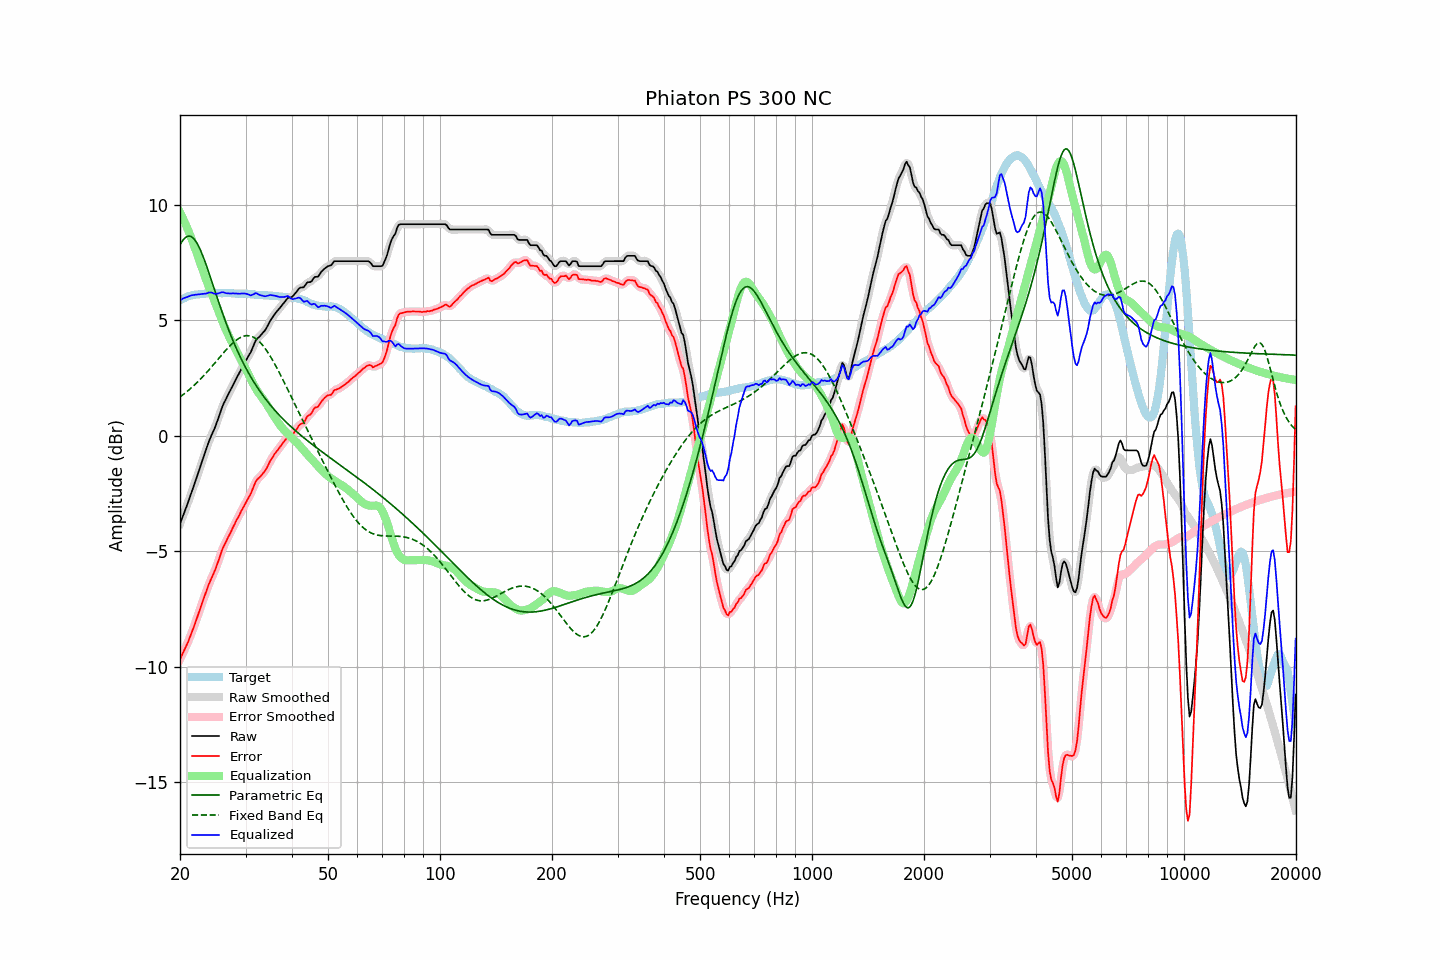 Phiaton PS 300 NC
Amplitude (dBr)
10
5
0
−5
−10
−15
Target
Raw Smoothed
Error Smoothed
Raw
Error
Equalization
Parametric Eq
Fixed Band Eq
Equalized
20
50
100
200
500
1000
2000
5000
10000
20000
Frequency (Hz)